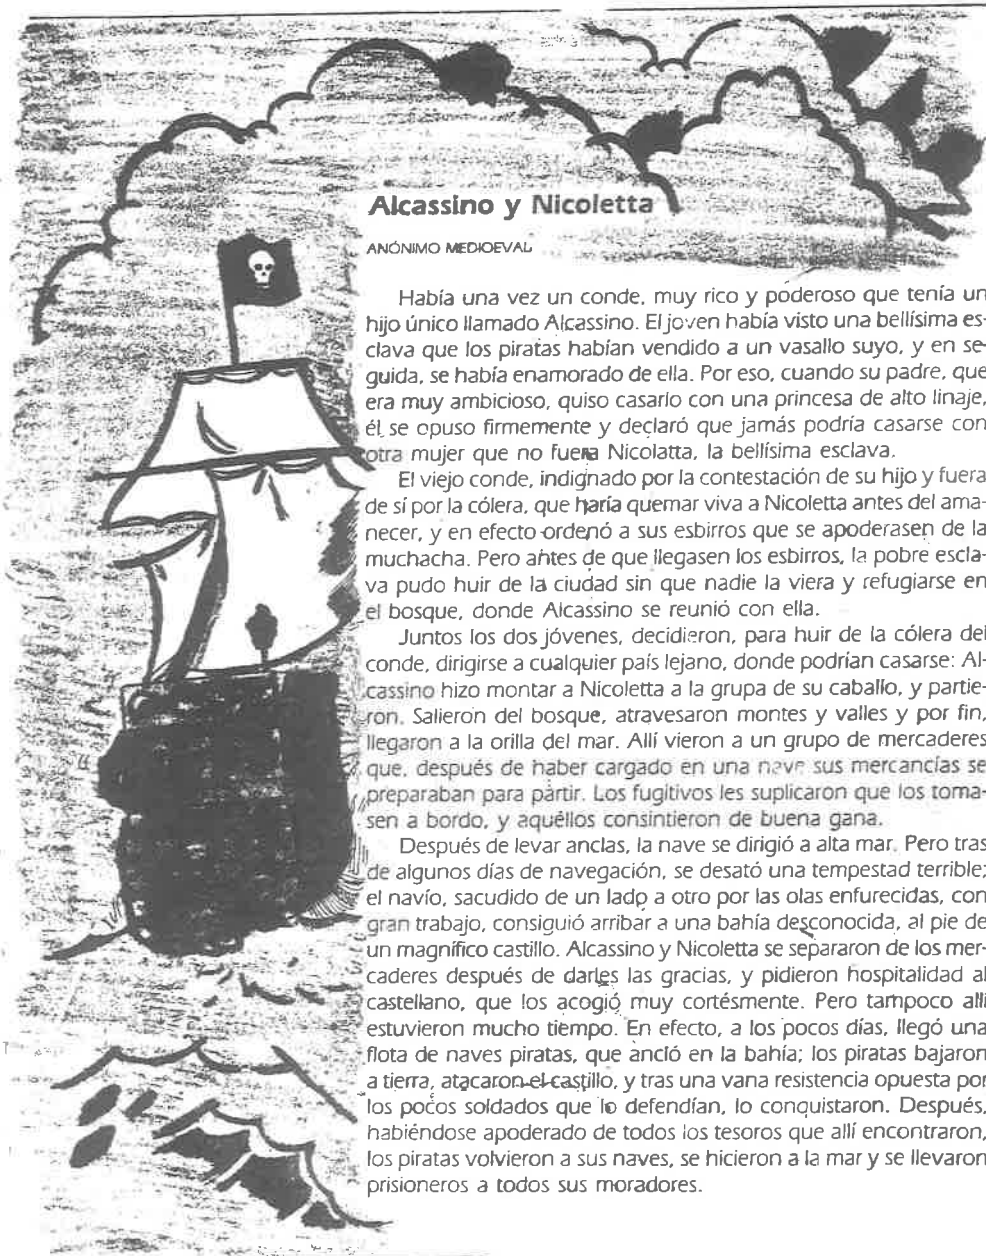 Alcassino y Nicoletta
ANÓNIMO MEDIOEVAL
Había una vez un conde, muy rico y poderoso que tenía un
hijo único llamado Alcassino. El joven había visto una bellísima es-
clava que los piratas habían vendido a un vasallo suyo, y en se-
guida, se había enamorado de ella. Por eso, cuando su padre, que
era muy ambicioso, quiso casarlo con una princesa de alto linaje,
él se opuso firmemente y declaró que jamás podría casarse con
otra mujer que no fuera Nicolatta, la bellísima esclava.
El viejo conde, indignado por la contestación de su hijo y fuera
de sí por la cólera, que haría quemar viva a Nicoletta antes del ama-
necer, y en efecto ordenó a sus esbirros que se apoderasen de la
muchacha. Pero antes de que llegasen los esbirros, la pobre escla-
va pudo huir de la ciudad sin que nadie la viera y refugiarse en
el bosque, donde Alcassino se reunió con ella.
Juntos los dos jóvenes, decidieron, para huir de la cólera del
conde, dirigirse a cualquier país lejano, donde podrían casarse: Al-
cassino hizo montar a Nicoletta a la grupa de su caballo, y partie-
ron. Salieron del bosque, atravesaron montes y valles y por fin,
llegaron a la orilla del mar. Allí vieron a un grupo de mercaderes
que, después de haber cargado en una nave sus mercancías se
preparaban para partir. Los fugitivos les suplicaron que los toma-
sen a bordo, y aquéllos consintieron de buena gana.
Después de levar anclas, la nave se dirigió a alta mar. Pero tras
de algunos días de navegación, se desató una tempestad terrible;
el navío, sacudido de un lado a otro por las olas enfurecidas, con
gran trabajo, consiguió arribar a una bahía desconocida, al pie de
un magnífico castillo. Alcassino y Nicoletta se separaron de los mer-
caderes después de darles las gracias, y pidieron hospitalidad al
castellano, que los acogió muy cortésmente. Pero tampoco allí
estuvieron mucho tiempo. En efecto, a los pocos días, llegó una
flota de naves piratas, que ancló en la bahía; los piratas bajaron
a tierra, atacaron el castillo, y tras una vana resistencia opuesta por
los pocos soldados que lo defendían, lo conquistaron. Después,
habiéndose apoderado de todos los tesoros que allí encontraron,
los piratas volvieron a sus naves, se hicieron a la mar y se llevaron
prisioneros a todos sus moradores.